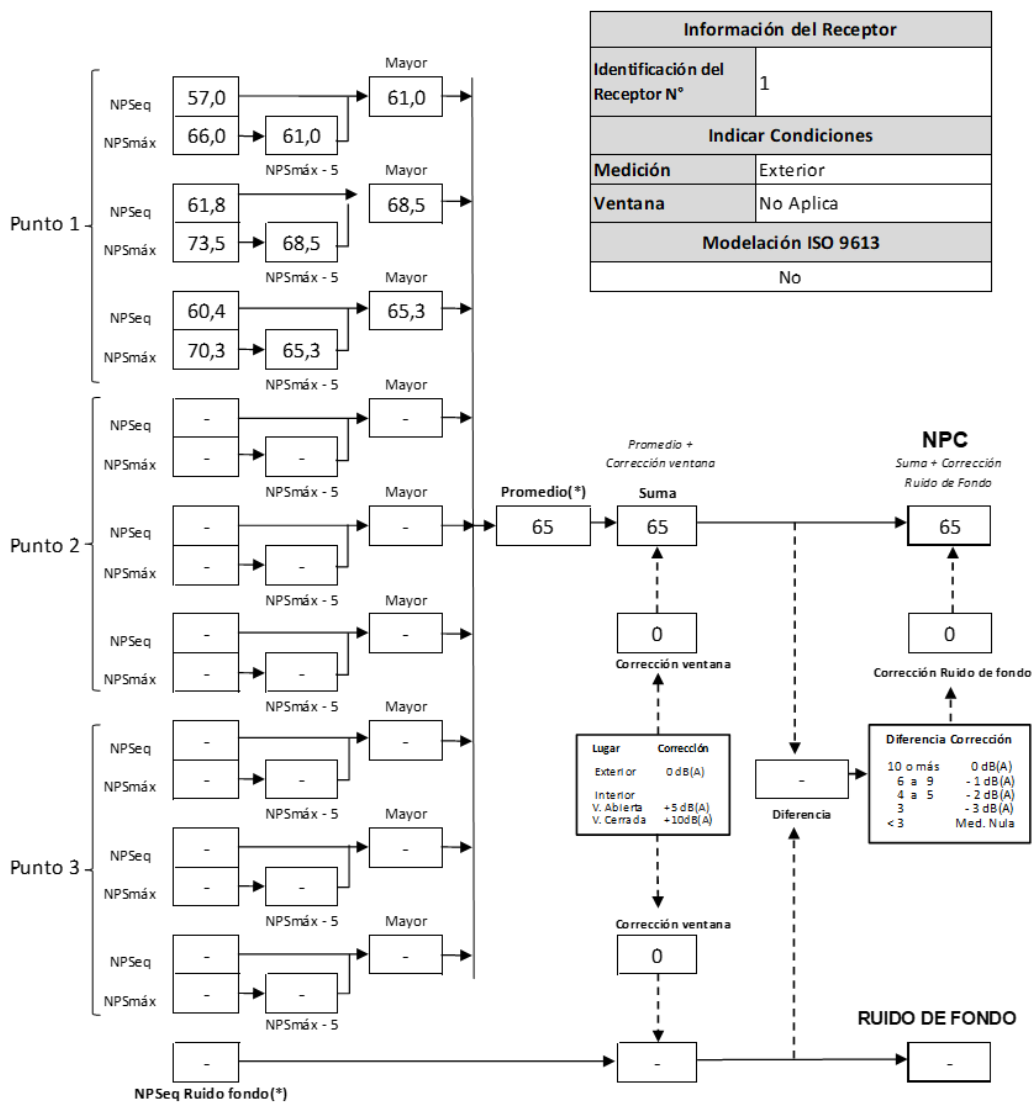 Información del Receptor
Identificación del Receptor N°
1
Indicar Condiciones
Medición
Exterior
Ventana
No Aplica
Modelación ISO 9613
No
Punto 1
Mayor
NPSeq
57,0
61,0
NPSmáx
66,0
61,0
NPSmáx - 5
Mayor
NPSeq
61,8
68,5
NPSmáx
73,5
68,5
NPSmáx - 5
Mayor
NPSeq
60,4
65,3
NPSmáx
70,3
65,3
NPSmáx - 5
Punto 2
Mayor
NPSeq
-
-
NPSmáx
-
-
NPSmáx - 5
Mayor
NPSeq
-
-
NPSmáx
-
-
NPSmáx - 5
Mayor
NPSeq
-
-
NPSmáx
-
-
NPSmáx - 5
Punto 3
Mayor
NPSeq
-
-
NPSmáx
-
-
NPSmáx - 5
Mayor
NPSeq
-
-
NPSmáx
-
-
NPSmáx - 5
Mayor
NPSeq
-
-
NPSmáx
-
-
NPSmáx - 5
-
NPSeq Ruido fondo(*)
Promedio(*)
65
Promedio +
Corrección ventana
Suma
65
0
Corrección ventana
Lugar Corrección
Exterior 0 dB(A)
Interior
V. Abierta +5 dB(A)
V. Cerrada +10dB(A)
Corrección ventana
0
-
-
Diferencia
NPC
Suma + Corrección
Ruido de Fondo
65
0
Corrección Ruido de fondo
Diferencia Corrección
10 o más 0 dB(A)
6 a 9 - 1 dB(A)
4 a 5 - 2 dB(A)
3 - 3 dB(A)
< 3 Med. Nula
RUIDO DE FONDO
-